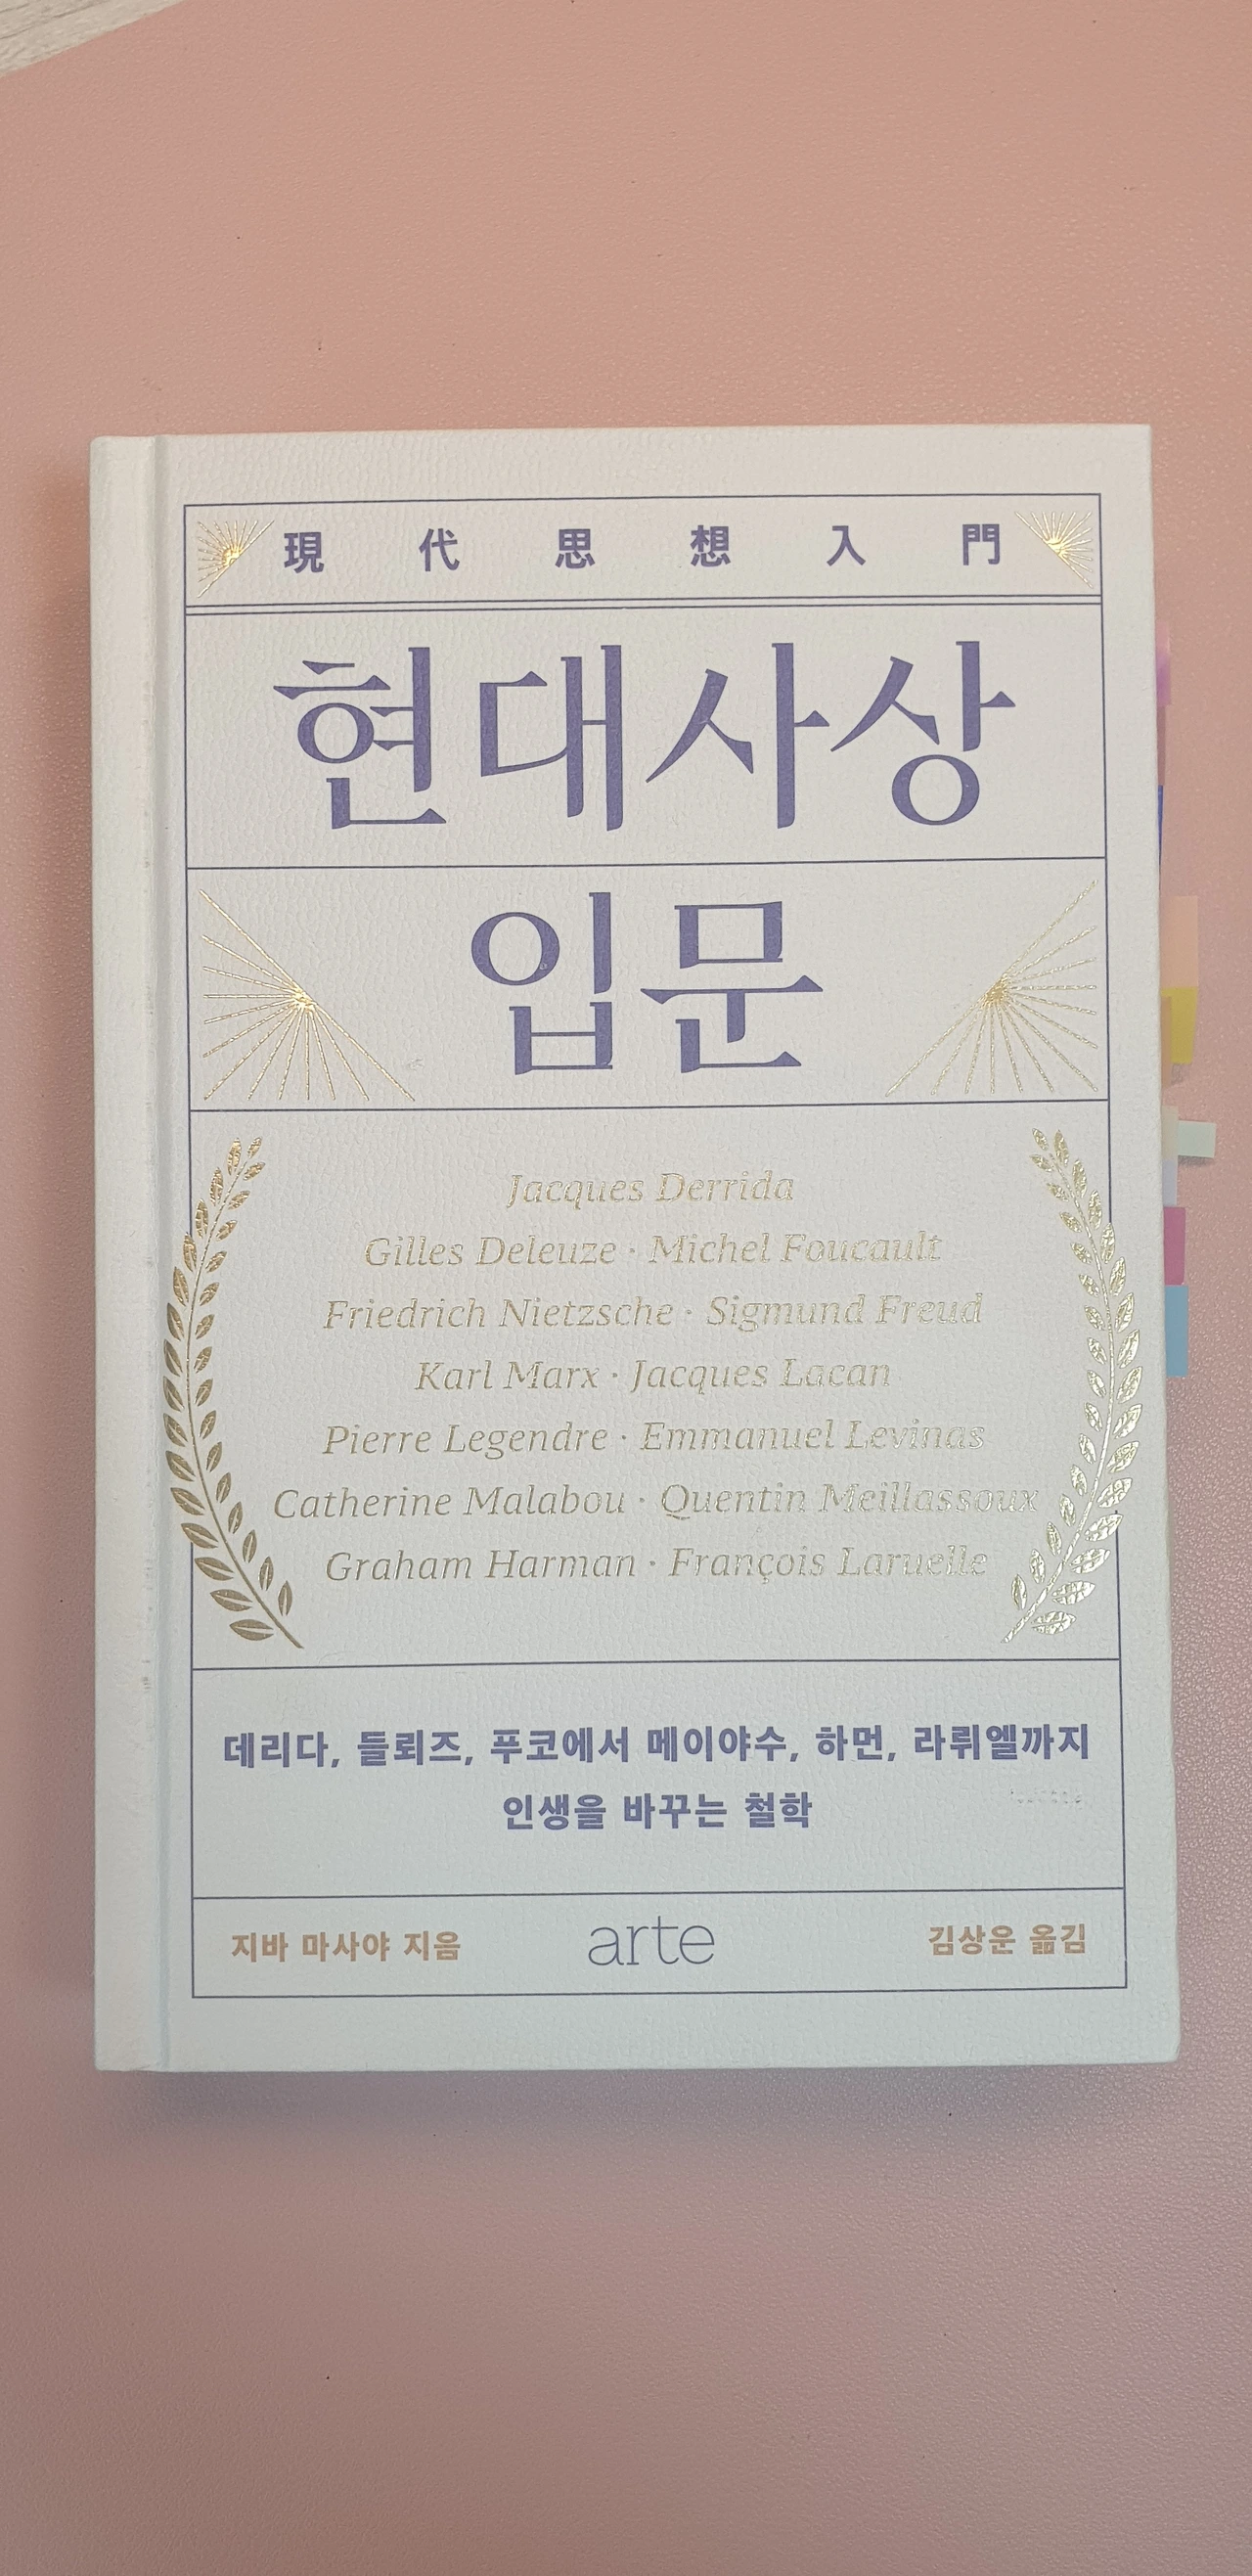 現代思想入門
현대사상
입문
Jacques Derrida
Gilles Deleuze · Michel Foucault
Friedrich Nietzsche · Sigmund Freud
Karl Marx · Jacques Lacan
Pierre Legendre · Emmanuel Levinas
Catherine Malabou · Quentin Meillassoux
Graham Harman · François Laruelle
데리다, 들뢰즈, 푸코에서 메이야수, 하먼, 라뤼엘까지
인생을 바꾸는 철학
지바 마사야 지음 arte 김상운 옮김